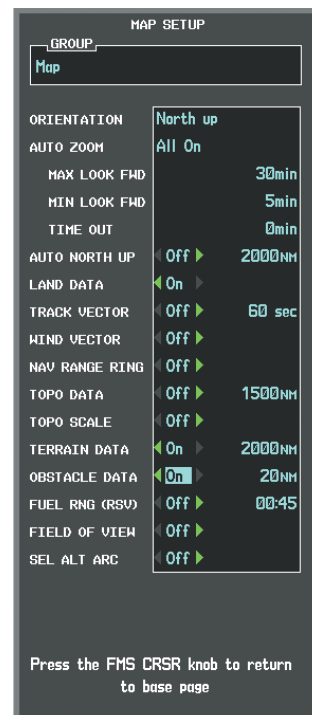 MAP SETUP
GROUP
Map
ORIENTATION North up
AUTO ZOOM All On
MAX LOOK FWD 30min
MIN LOOK FWD 5min
TIME OUT 0min
AUTO NORTH UP Off 2000NM
LAND DATA On
TRACK VECTOR Off 60 sec
WIND VECTOR Off
NAV RANGE RING Off
TOPO DATA Off 1500NM
TOPO SCALE Off
TERRAIN DATA On 2000NM
OBSTACLE DATA On 20NM
FUEL RNG (RSV) Off 00:45
FIELD OF VIEW Off
SEL ALT ARC Off
Press the FMS CRSR knob to return
to base page